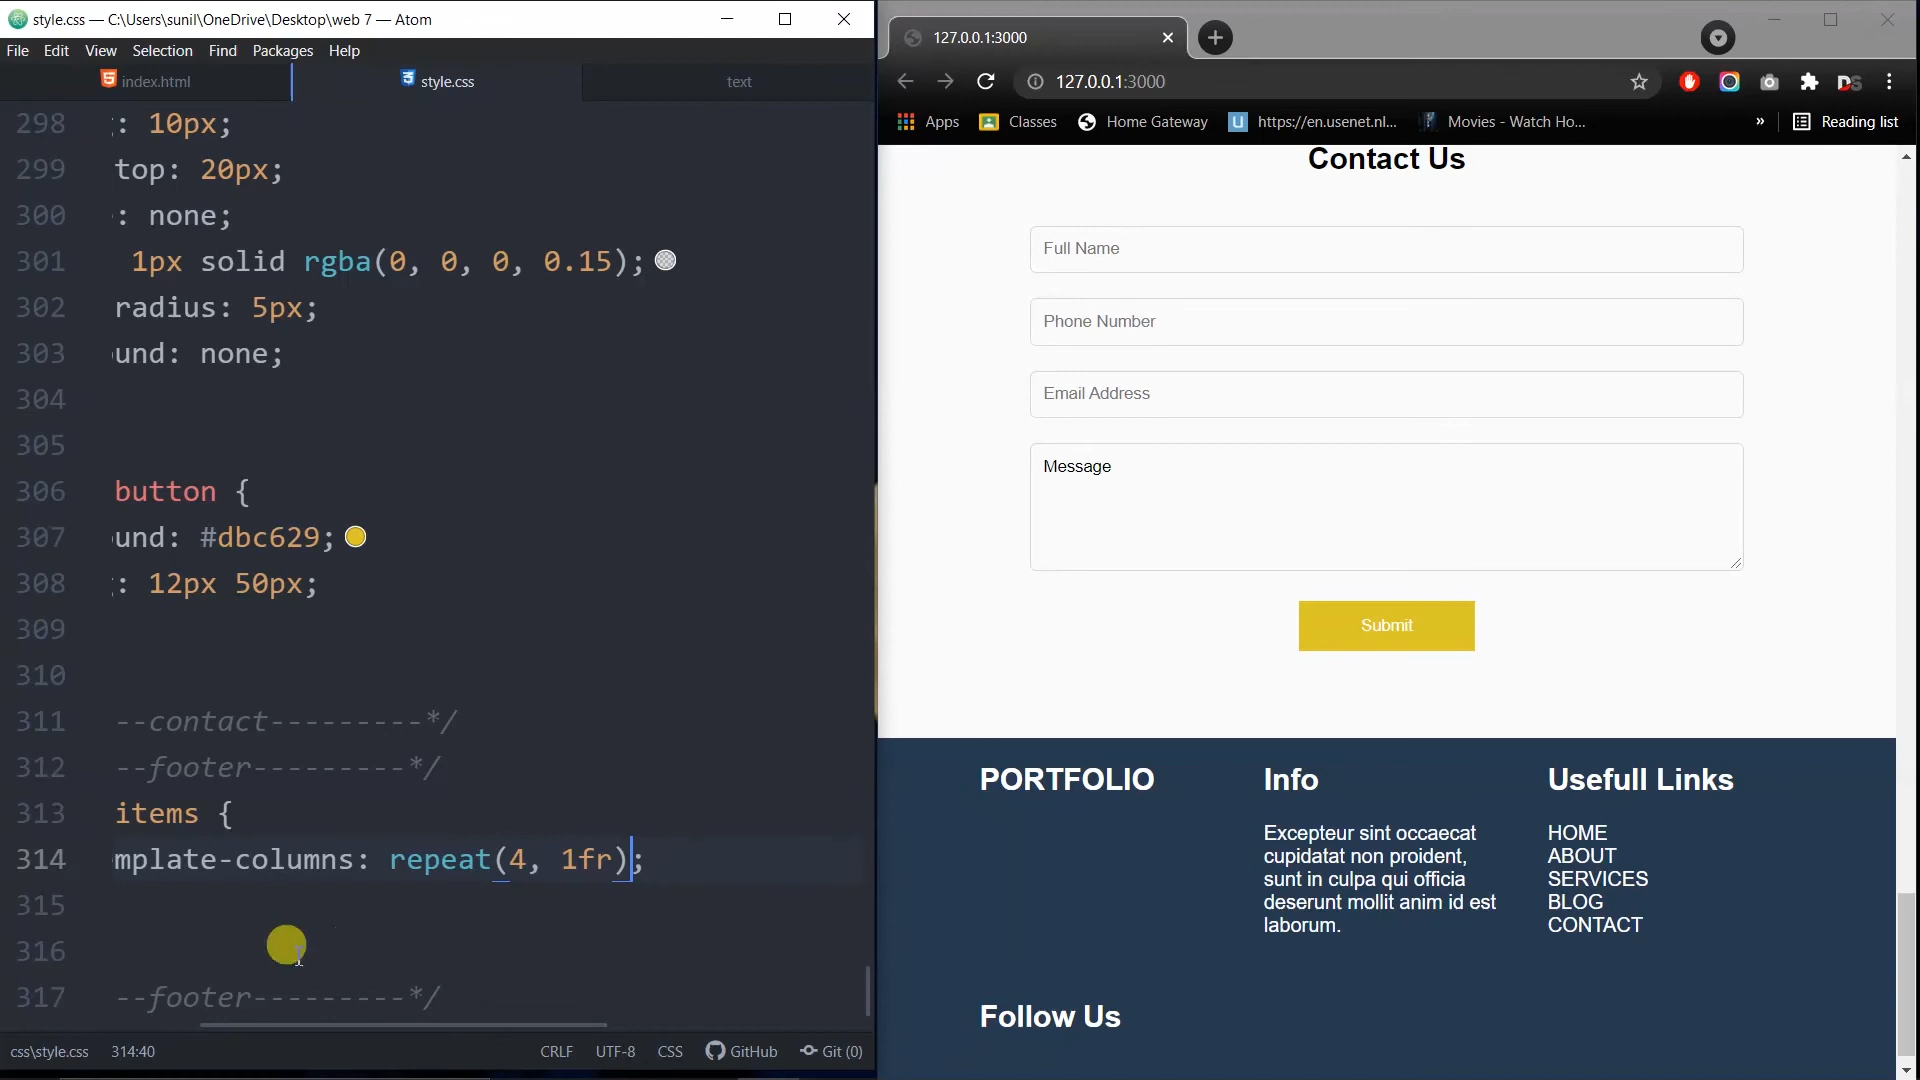 style.css — C:\Users\sunil\OneDrive\Desktop\web 7 — Atom
File Edit View Selection Find Packages Help
index.html
style.css
text
298 : 10px;
299 top: 20px;
300 : none;
301 1px solid rgba(0, 0, 0, 0.15);
302 radius: 5px;
303 und: none;
304
305
306 button {
307 und: #dbc629;
308 : 12px 50px;
309
310
311 --contact---------*/
312 --footer---------*/
313 items {
314 mplate-columns: repeat(4, 1fr);
315
316
317 --footer---------*/
css\style.css 314:40 CRLF UTF-8 CSS GitHub Git (0)
127.0.0.1:3000
127.0.0.1:3000
Apps Classes Home Gateway https://en.usenet.nl... Movies - Watch Ho... » Reading list
Contact Us
Full Name
Phone Number
Email Address
Message
Submit
PORTFOLIO
Info
Excepteur sint occaecat
cupidatat non proident,
sunt in culpa qui officia
deserunt mollit anim id est
laborum.
Usefull Links
HOME
ABOUT
SERVICES
BLOG
CONTACT
Follow Us